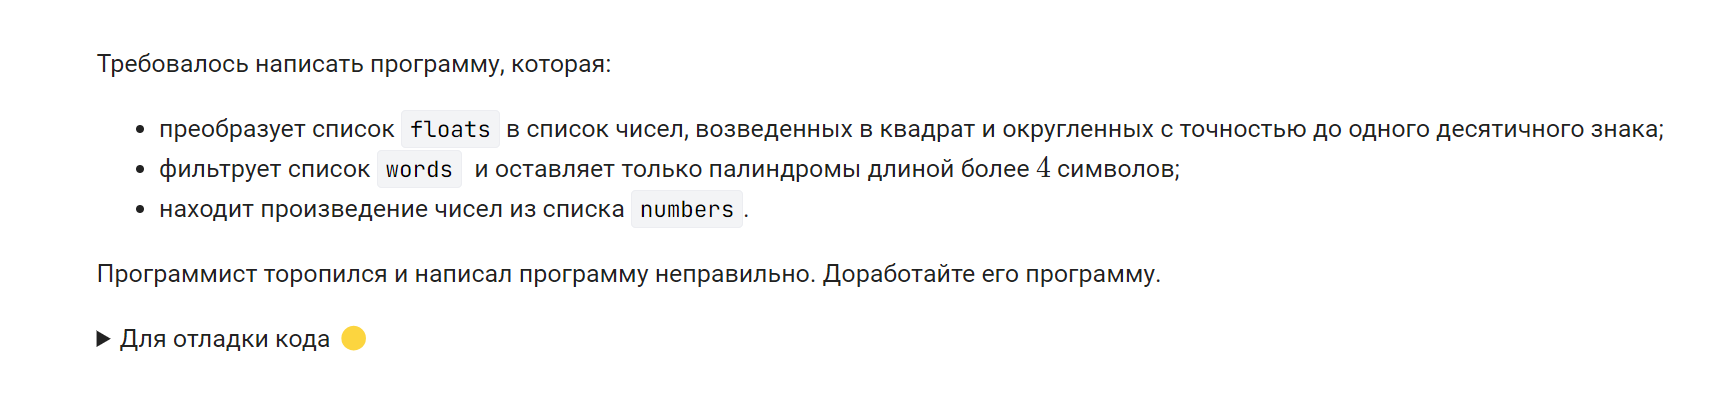 Требовалось написать программу, которая:
преобразует список floats в список чисел, возведенных в квадрат и округленных с точностью до одного десятичного знака;
фильтрует список words и оставляет только палиндромы длиной более 4 символов;
находит произведение чисел из списка numbers.
Программист торопился и написал программу неправильно. Доработайте его программу.
Для отладки кода